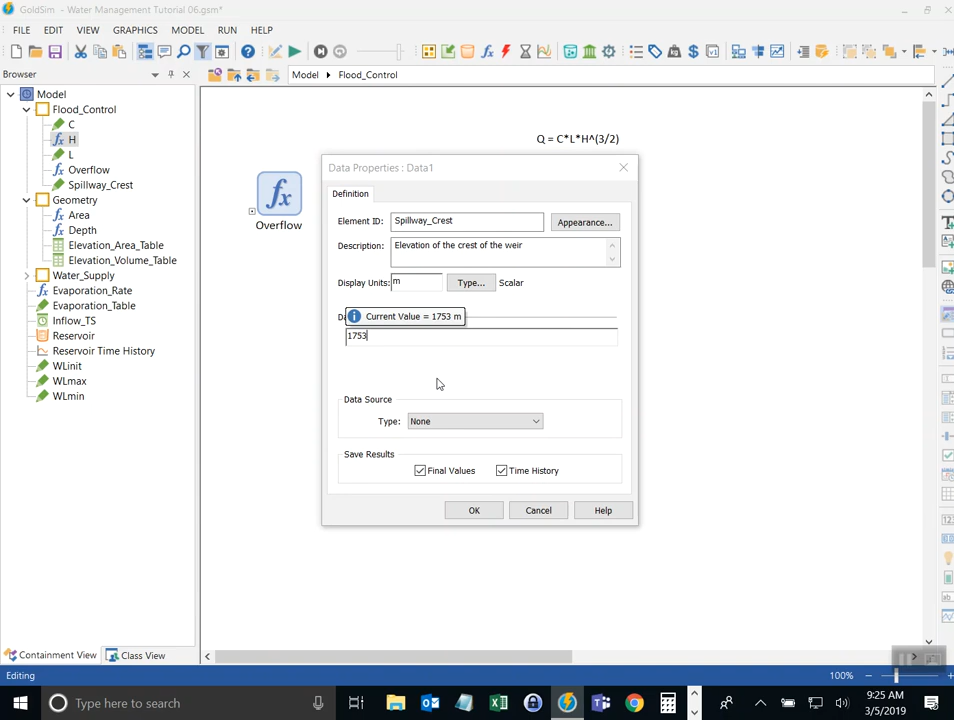 GoldSim - Water Management Tutorial 06.gsm*
FILE EDIT VIEW GRAPHICS MODEL RUN HELP
Browser
Model Flood_Control
Model
Flood_Control
C
H
L
Overflow
Spillway_Crest
Geometry
Area
Depth
Elevation_Area_Table
Elevation_Volume_Table
Water_Supply
Evaporation_Rate
Evaporation_Table
Inflow_TS
Reservoir
Reservoir Time History
WLinit
WLmax
WLmin
Q = C*L*H^(3/2)
Overflow
Data Properties : Data1
Definition
Element ID: Spillway_Crest Appearance...
Description: Elevation of the crest of the weir
Display Units: m Type... Scalar
Current Value = 1753 m
1753
Data Source
Type: None
Save Results
Final Values Time History
OK Cancel Help
Containment View Class View
Editing 100%
Type here to search
9:25 AM
3/5/2019